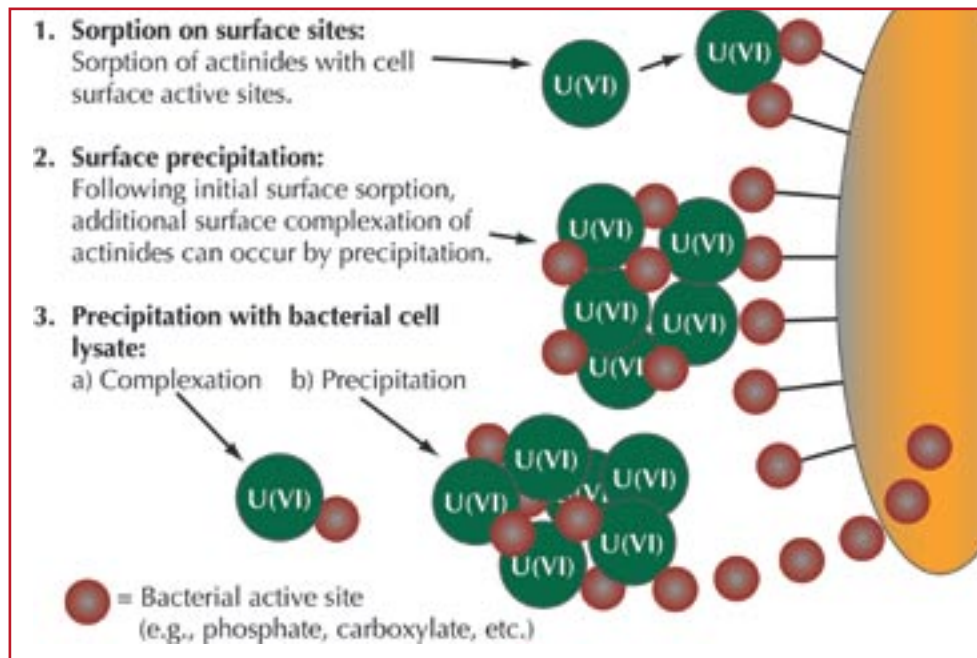 1. Sorption on surface sites:
Sorption of actinides with cell
surface active sites.
U(VI)
U(VI)
2. Surface precipitation:
Following initial surface sorption,
additional surface complexation of
actinides can occur by precipitation.
U(VI)
U(VI)
U(VI)
U(VI)
U(VI)
3. Precipitation with bacterial cell
lysate:
a) Complexation b) Precipitation
U(VI)
U(VI)
U(VI)
U(VI)
U(VI)
U(VI)
U(VI)
= Bacterial active site
(e.g., phosphate, carboxylate, etc.)